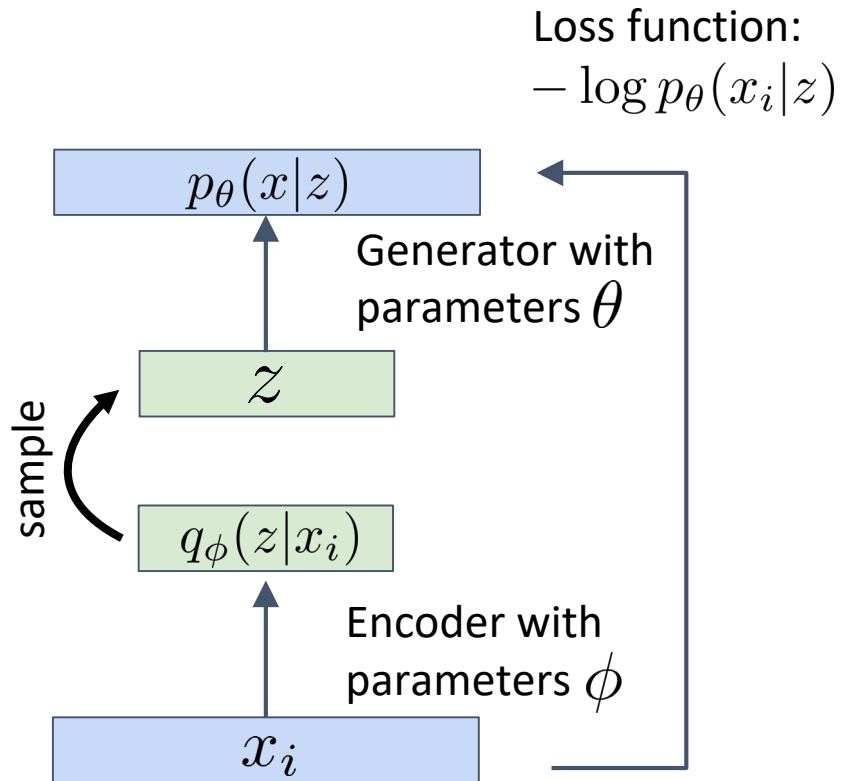 Loss function:
− log p_θ(x_i|z)
p_θ(x|z)
Generator with
parameters θ
z
sample
q_ϕ(z|x_i)
Encoder with
parameters ϕ
x_i